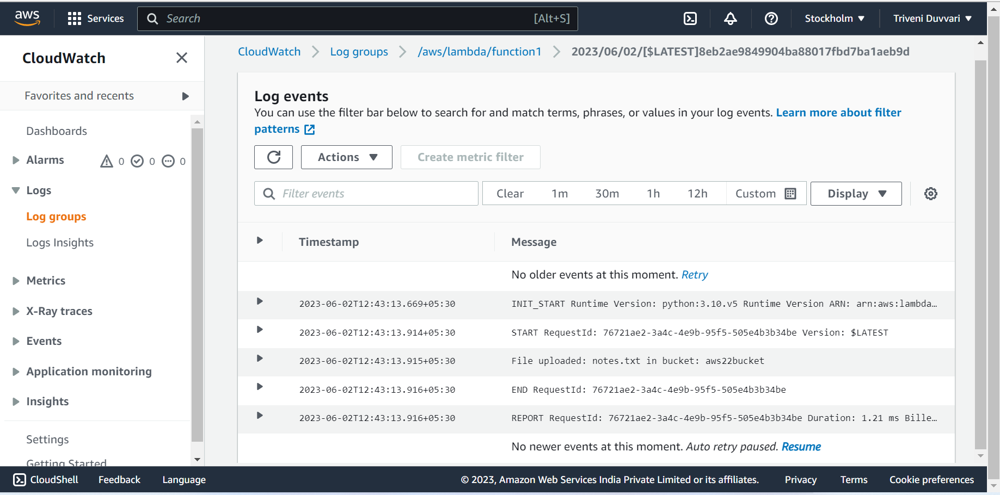 aws
Services
Search
[Alt+S]
Stockholm
Triveni Duvvari
CloudWatch
Favorites and recents
Dashboards
Alarms 0 0 0
Logs
Log groups
Logs Insights
Metrics
X-Ray traces
Events
Application monitoring
Insights
Settings
Getting Started
CloudWatch > Log groups > /aws/lambda/function1 > 2023/06/02/[$LATEST]8eb2ae9849904ba88017fbd7ba1aeb9d
Log events
You can use the filter bar below to search for and match terms, phrases, or values in your log events. Learn more about filter
patterns
Actions
Create metric filter
Filter events
Clear 1m 30m 1h 12h Custom
Display
Timestamp Message
No older events at this moment. Retry
2023-06-02T12:43:13.669+05:30 INIT_START Runtime Version: python:3.10.v5 Runtime Version ARN: arn:aws:lambda…
2023-06-02T12:43:13.914+05:30 START RequestId: 76721ae2-3a4c-4e9b-95f5-505e4b3b34be Version: $LATEST
2023-06-02T12:43:13.915+05:30 File uploaded: notes.txt in bucket: aws22bucket
2023-06-02T12:43:13.916+05:30 END RequestId: 76721ae2-3a4c-4e9b-95f5-505e4b3b34be
2023-06-02T12:43:13.916+05:30 REPORT RequestId: 76721ae2-3a4c-4e9b-95f5-505e4b3b34be Duration: 1.21 ms Bille…
No newer events at this moment. Auto retry paused. Resume
CloudShell Feedback Language
© 2023, Amazon Web Services India Private Limited or its affiliates. Privacy Terms Cookie preferences